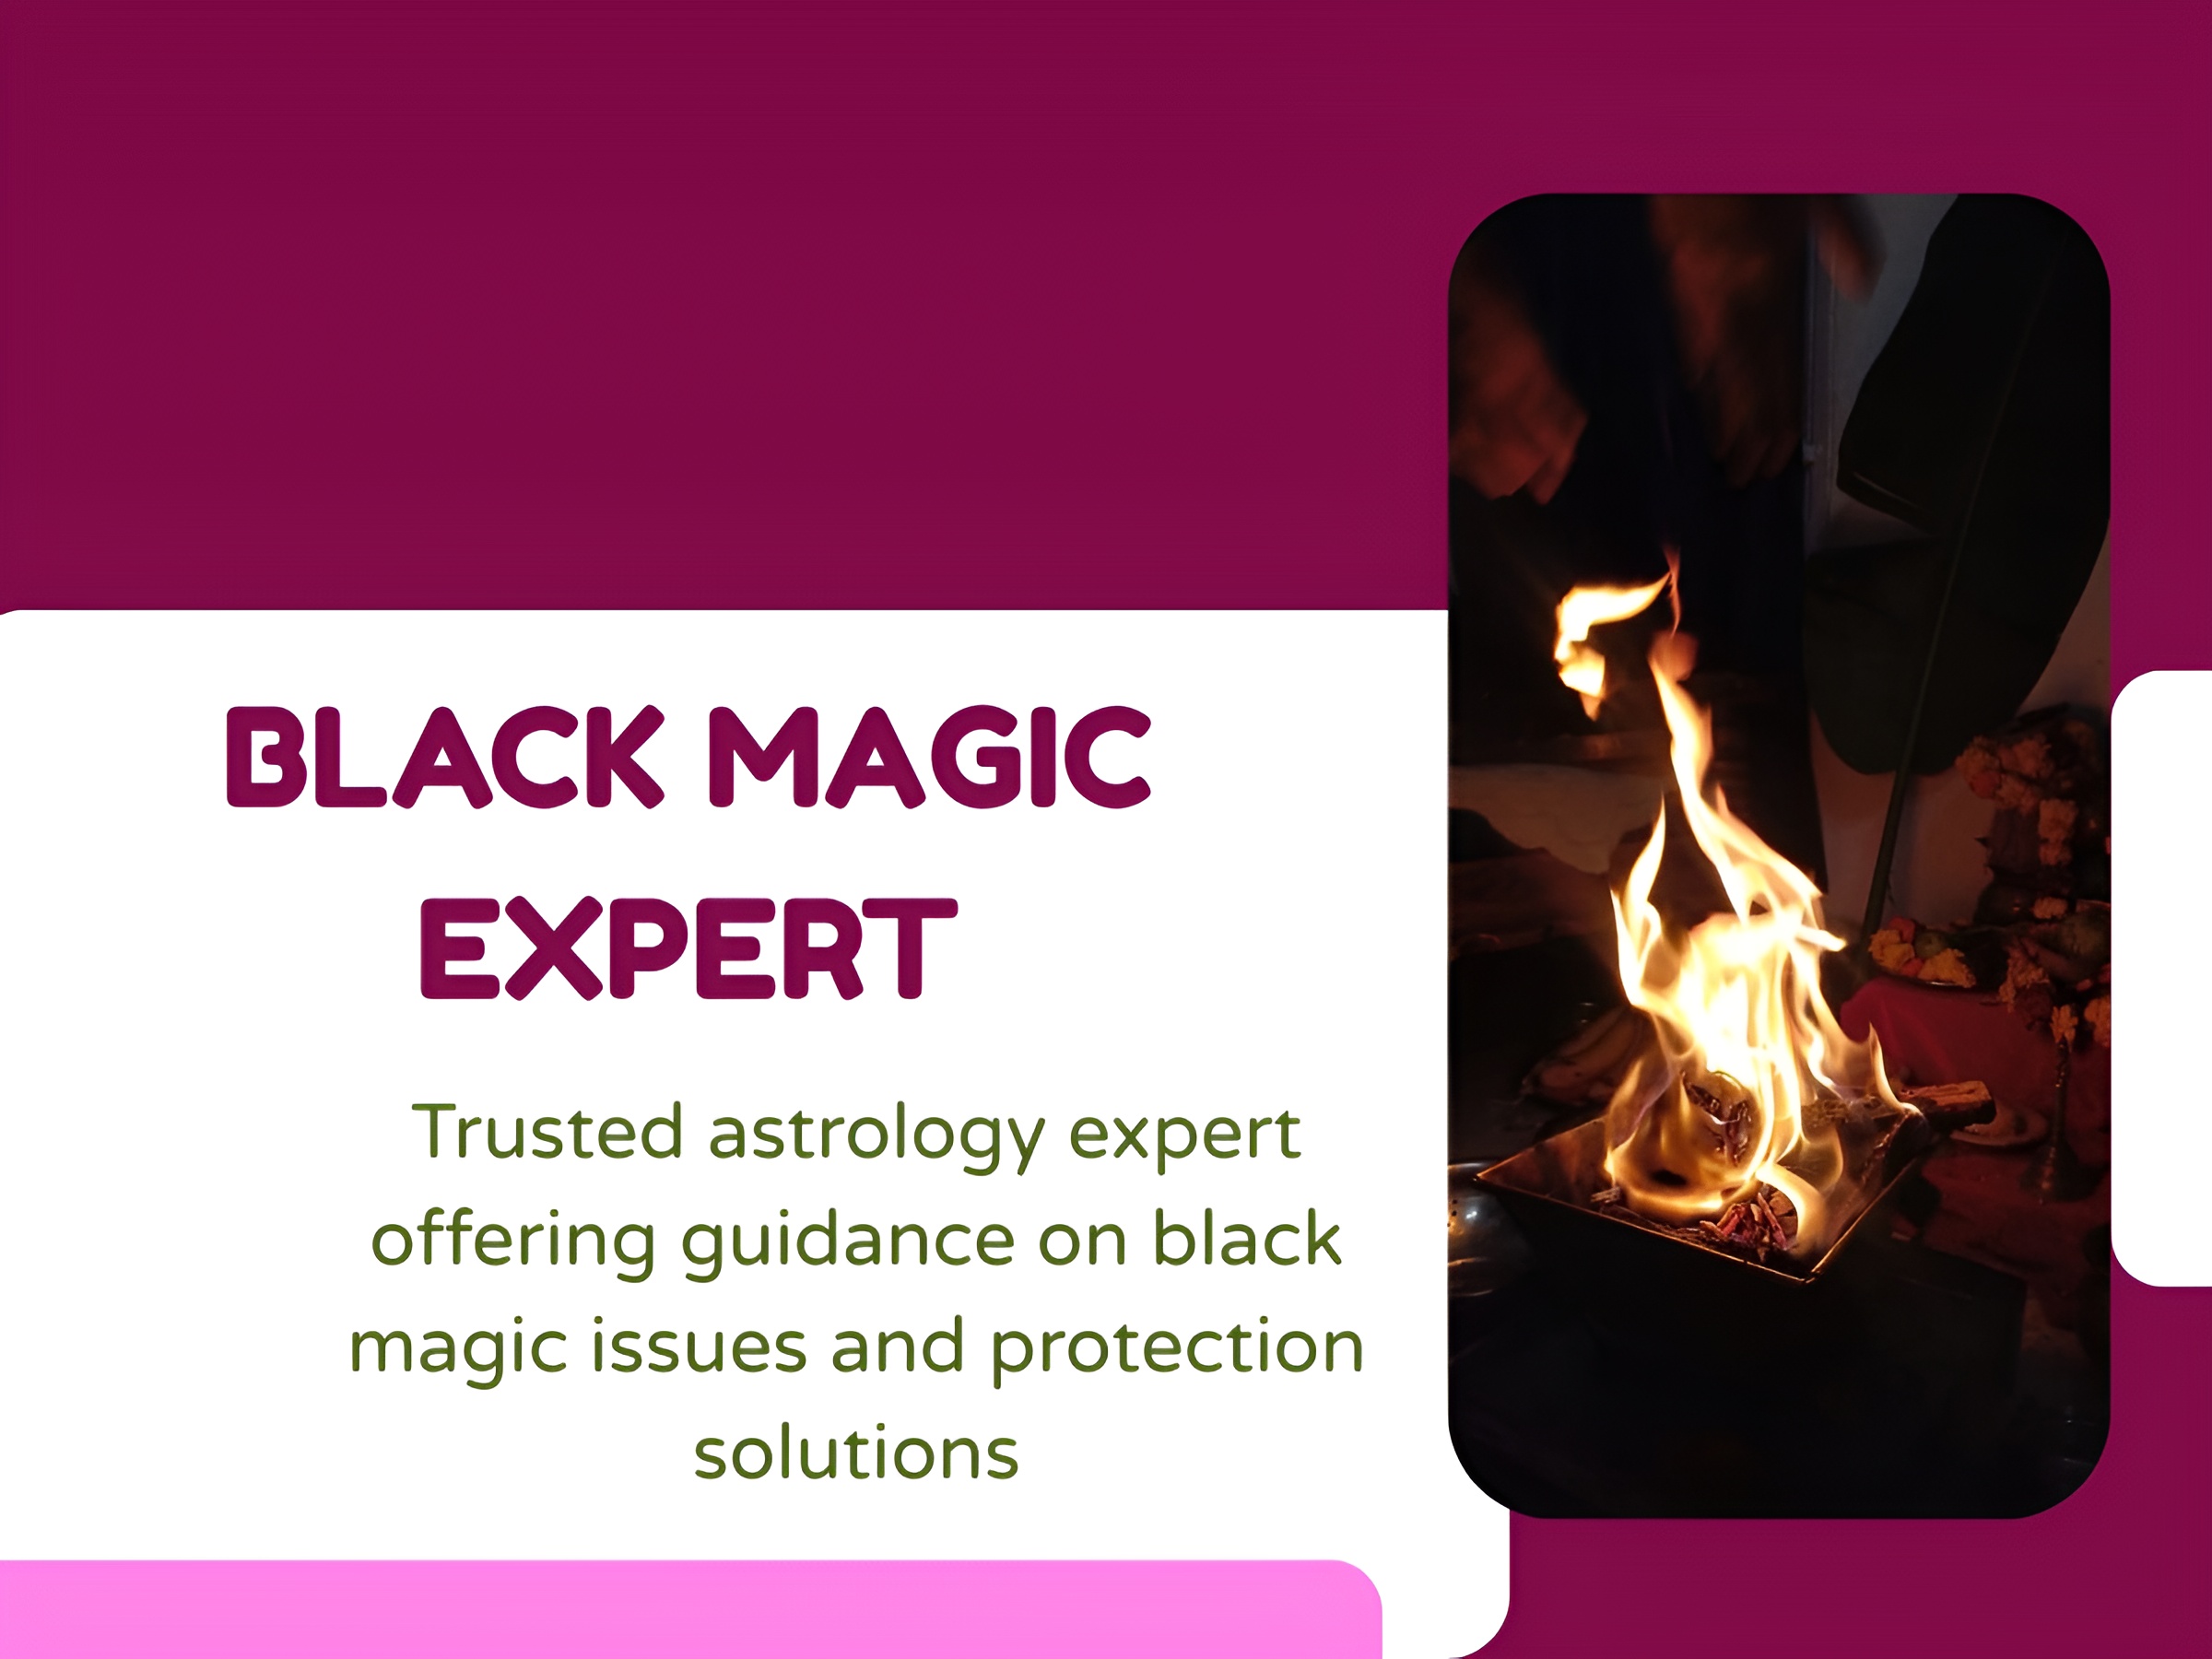 BLACK MAGIC
EXPERT
Trusted astrology expert
offering guidance on black
magic issues and protection
solutions